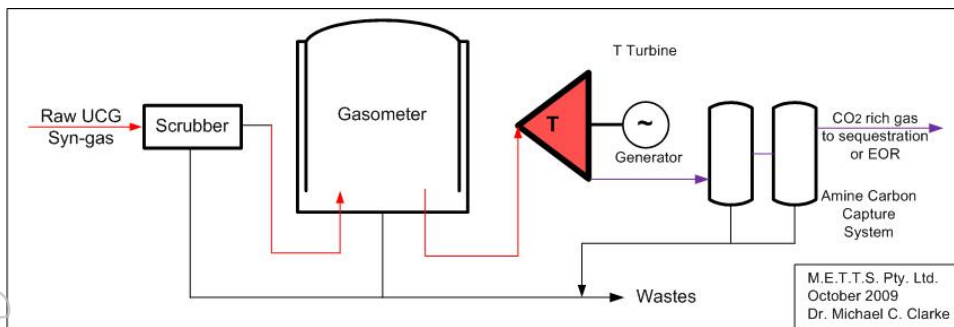 T Turbine
Raw UCG
Syn-gas
Scrubber
Gasometer
T
~
Generator
CO2 rich gas
to sequestration
or EOR
Amine Carbon
Capture
System
Wastes
M.E.T.T.S. Pty. Ltd.
October 2009
Dr. Michael C. Clarke